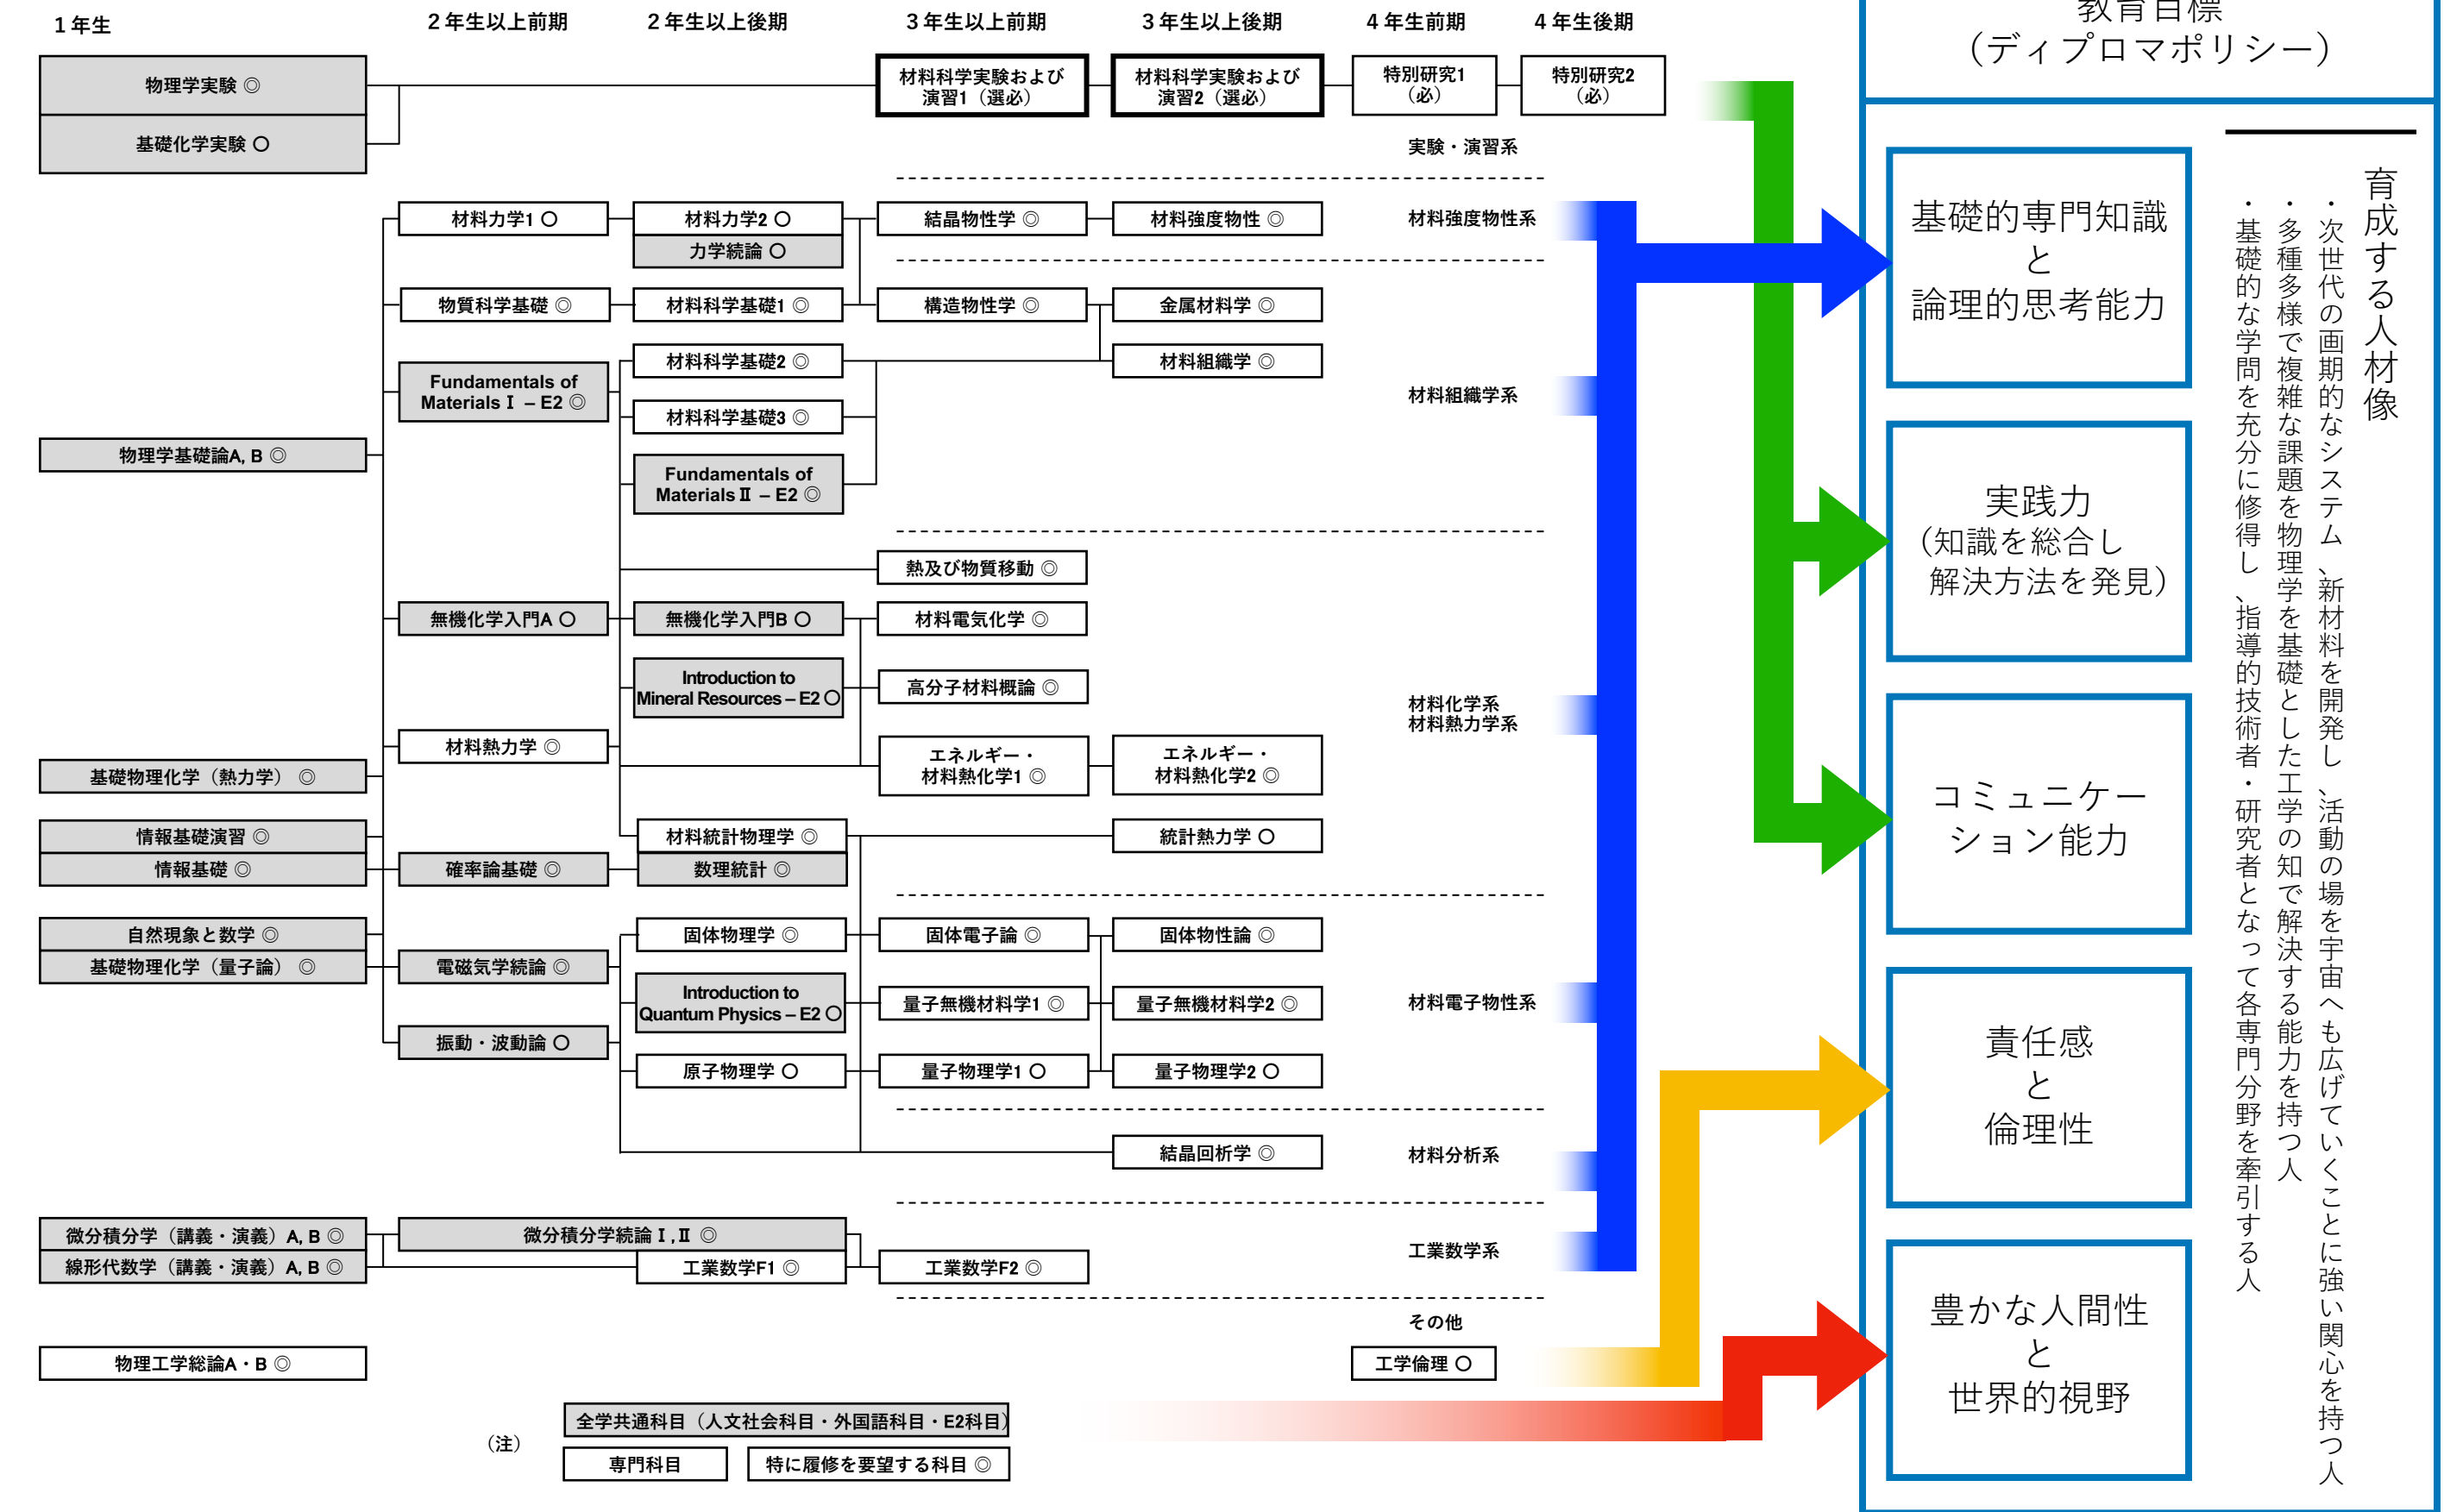 1年生
2年生以上前期
2年生以上後期
3年生以上前期
3年生以上後期
4年生前期
4年生後期
物理学実験 ◎
基礎化学実験 〇
材料科学実験および
演習1（選必）
材料科学実験および
演習2（選必）
特別研究1
（必）
特別研究2
（必）
実験・演習系
材料力学1 〇
材料力学2 〇
力学続論 〇
結晶物性学 ◎
材料強度物性 ◎
材料強度物性系
物質科学基礎 ◎
材料科学基礎1 ◎
構造物性学 ◎
金属材料学 ◎
Fundamentals of
Materials Ⅰ – E2 ◎
材料科学基礎2 ◎
材料組織学 ◎
材料科学基礎3 ◎
材料組織学系
物理学基礎論A, B ◎
Fundamentals of
Materials Ⅱ – E2 ◎
熱及び物質移動 ◎
無機化学入門A 〇
無機化学入門B 〇
材料電気化学 ◎
Introduction to
Mineral Resources – E2 〇
高分子材料概論 ◎
材料化学系
材料熱力学系
材料熱力学 ◎
基礎物理化学（熱力学） ◎
エネルギー・
材料熱化学1 ◎
エネルギー・
材料熱化学2 ◎
情報基礎演習 ◎
情報基礎 ◎
確率論基礎 ◎
材料統計物理学 ◎
数理統計 ◎
統計熱力学 〇
自然現象と数学 ◎
基礎物理化学（量子論） ◎
電磁気学続論 ◎
固体物理学 ◎
固体電子論 ◎
固体物性論 ◎
Introduction to
Quantum Physics – E2 〇
量子無機材料学1 ◎
量子無機材料学2 ◎
材料電子物性系
振動・波動論 〇
原子物理学 〇
量子物理学1 〇
量子物理学2 〇
結晶回析学 ◎
材料分析系
微分積分学（講義・演義）A, B ◎
線形代数学（講義・演義）A, B ◎
微分積分学続論Ⅰ,Ⅱ ◎
工業数学F1 ◎
工業数学F2 ◎
工業数学系
その他
物理工学総論A・B ◎
工学倫理 〇
（注）
全学共通科目（人文社会科目・外国語科目・E2科目）
専門科目
特に履修を要望する科目 ◎
教育目標
（ディプロマポリシー）
基礎的専門知識
と
論理的思考能力
実践力
（知識を総合し
解決方法を発見）
コミュニケー
ション能力
責任感
と
倫理性
豊かな人間性
と
世界的視野
育成する人材像
・次世代の画期的なシステム、新材料を開発し、活動の場を宇宙へも広げていくことに強い関心を持つ人
・多種多様で複雑な課題を物理学を基礎とした工学の知で解決する能力を持つ人
・基礎的な学問を充分に修得し、指導的技術者・研究者となって各専門分野を牽引する人